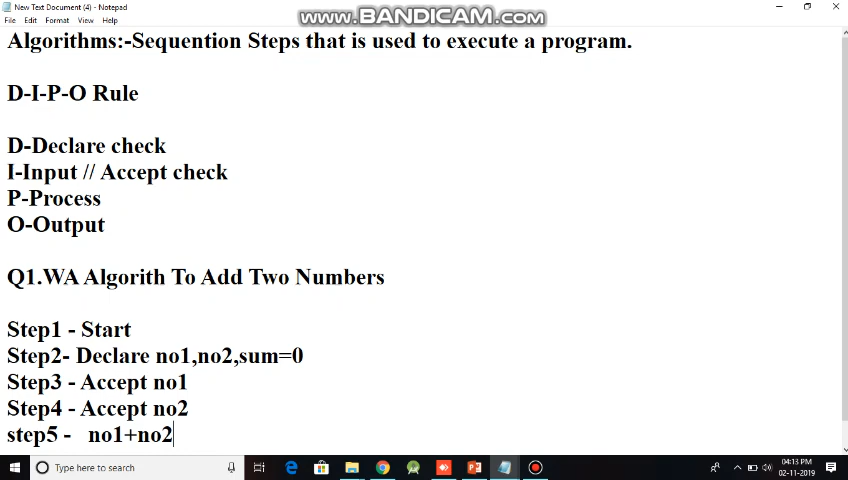 New Text Document (4) - Notepad
www.BANDICAM.com
File Edit Format View Help
Algorithms:-Sequention Steps that is used to execute a program.
D-I-P-O Rule
D-Declare check
I-Input // Accept check
P-Process
O-Output
Q1.WA Algorith To Add Two Numbers
Step1 - Start
Step2- Declare no1,no2,sum=0
Step3 - Accept no1
Step4 - Accept no2
step5 -   no1+no2
Type here to search
04:13 PM
02-11-2019